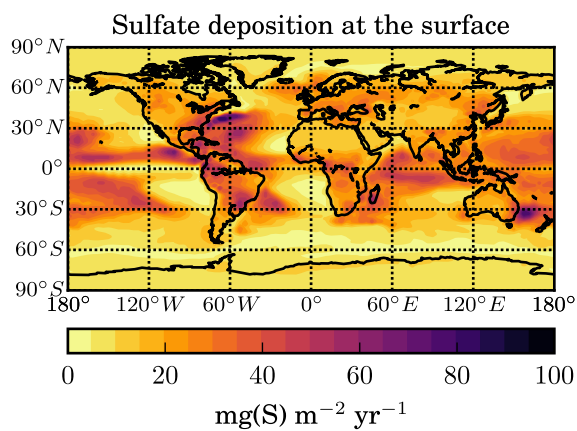 Sulfate deposition at the surface
90°N
60°N
30°N
0°
30°S
60°S
90°S
180° 120°W 60°W 0° 60°E 120°E 180°
0 20 40 60 80 100
mg(S) m⁻² yr⁻¹